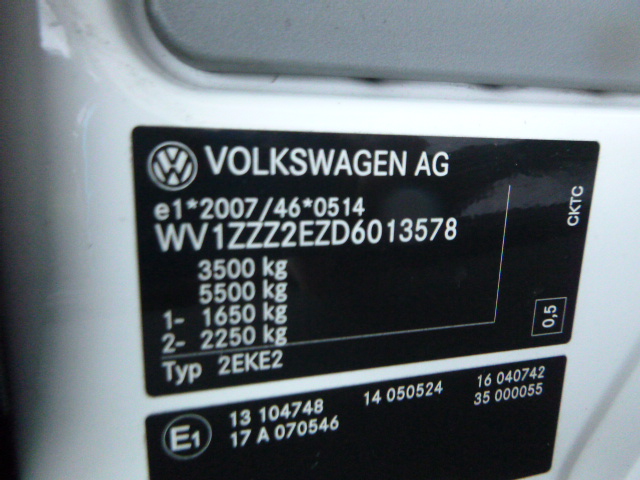 VOLKSWAGEN AG
e1*2007/46*0514
WV1ZZZ2EZD6013578
3500 kg
5500 kg
1- 1650 kg
2- 2250 kg
Typ 2EKE2
CKTC
0,5
E1
13 104748 14 050524 16 040742
17 A 070546 35 000055